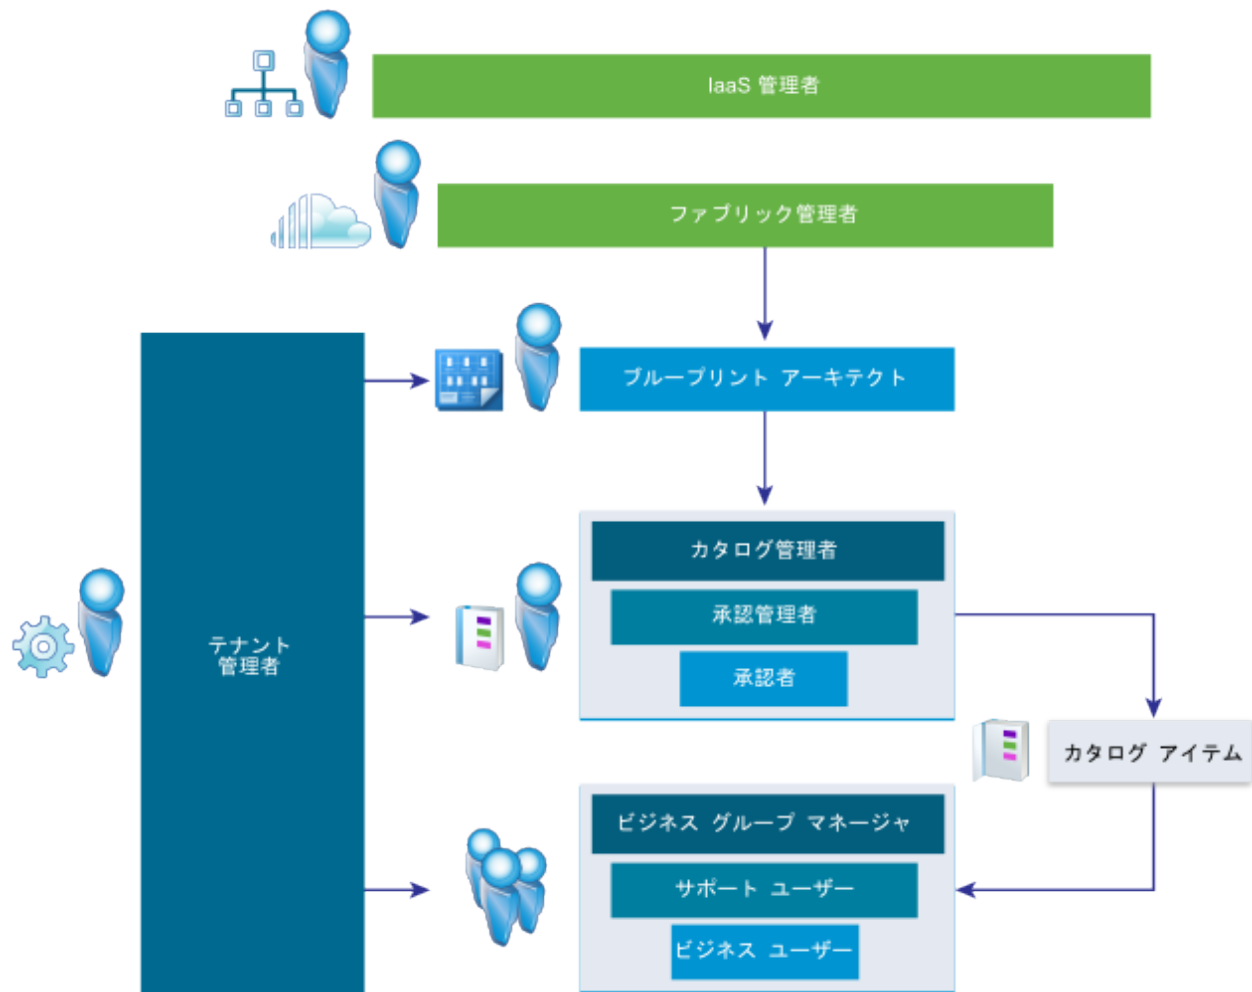 IaaS 管理者
ファブリック管理者
ブループリント アーキテクト
カタログ管理者
承認管理者
承認者
テナント
管理者
カタログ アイテム
ビジネス グループ マネージャ
サポート ユーザー
ビジネス ユーザー